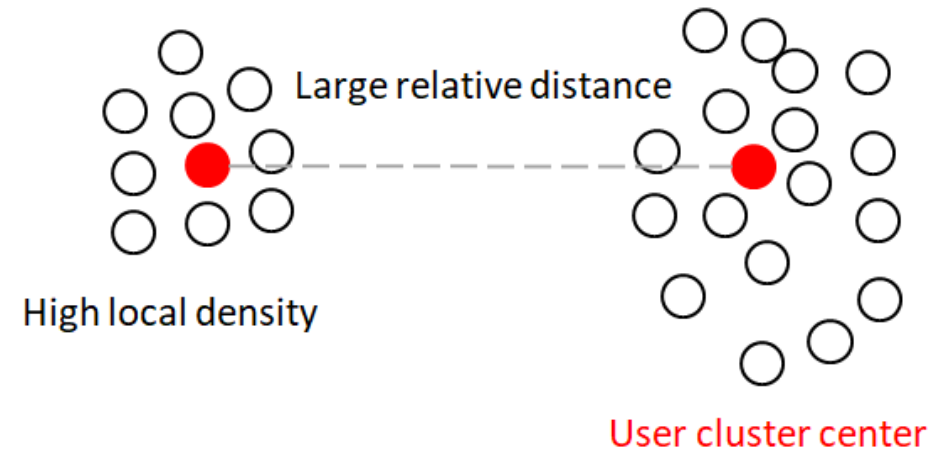 Large relative distance
High local density
User cluster center